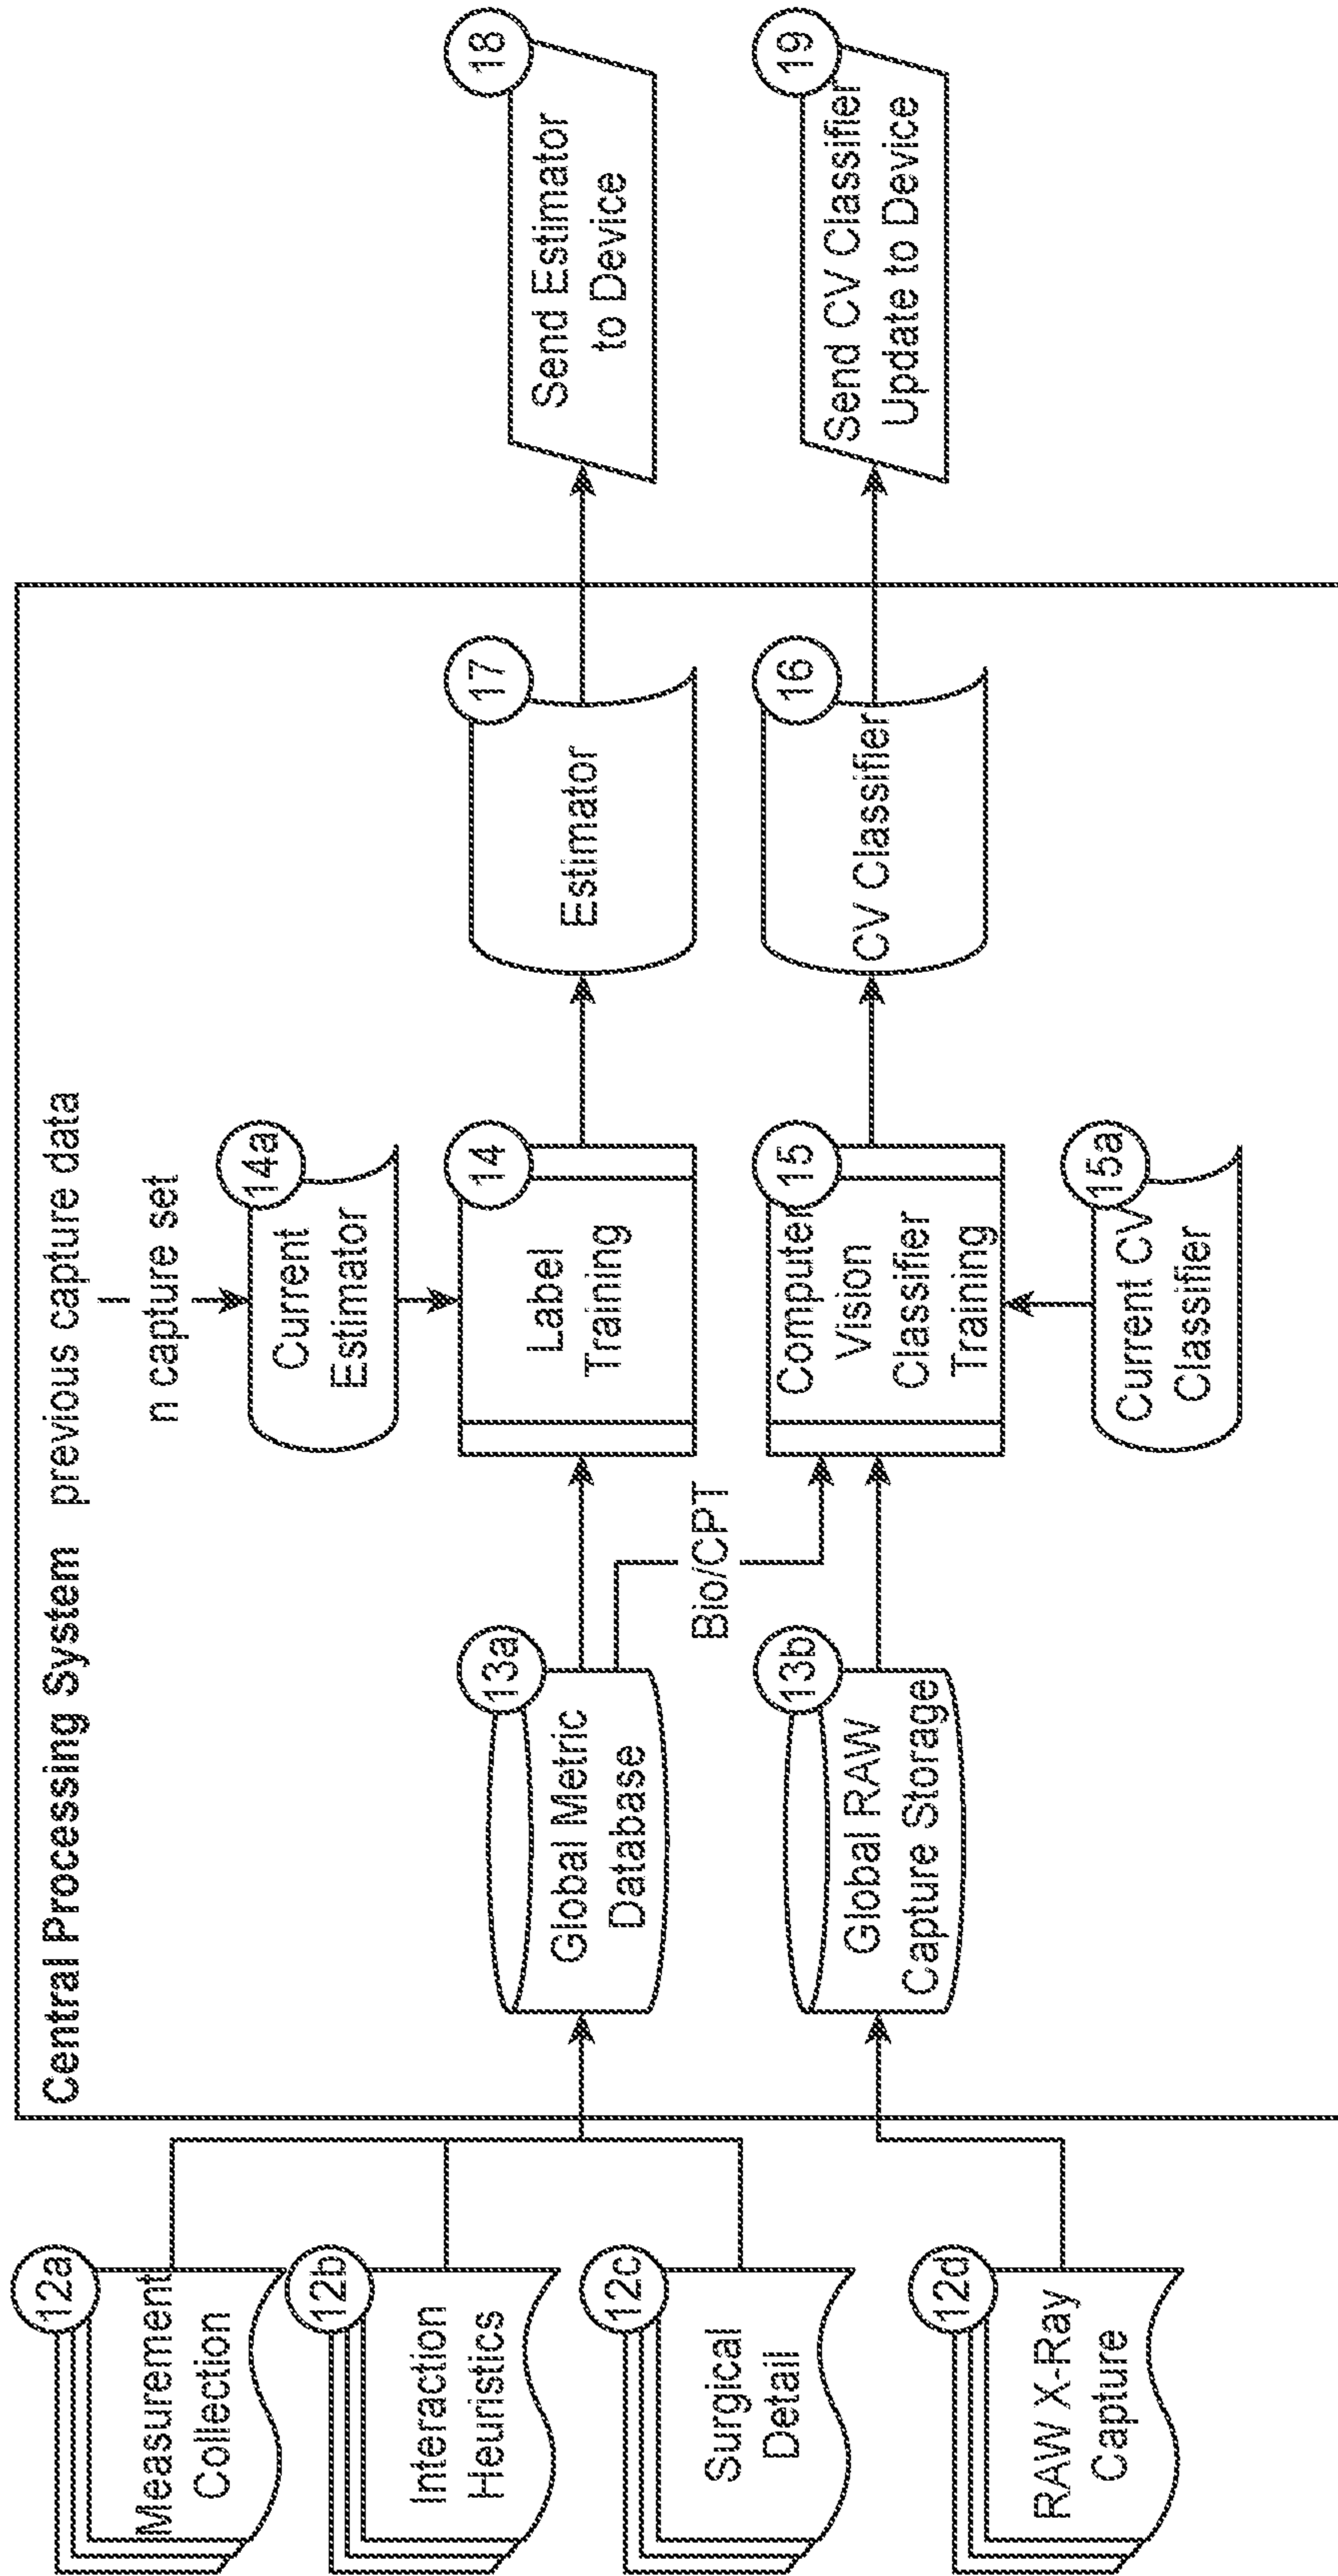 Central Processing System
previous capture data
n capture set
12a
Measurement
Collection
12b
Interaction
Heuristics
12c
Surgical
Detail
12d
RAW X-Ray
Capture
13a
Global Metric
Database
13b
Global RAW
Capture Storage
Bio/CPT
14a
Current
Estimator
14
Label
Training
15
Computer
Vision
Classifier
Training
15a
Current CV
Classifier
17
Estimator
16
CV Classifier
18
Send Estimator
to Device
19
Send CV Classifier
Update to Device